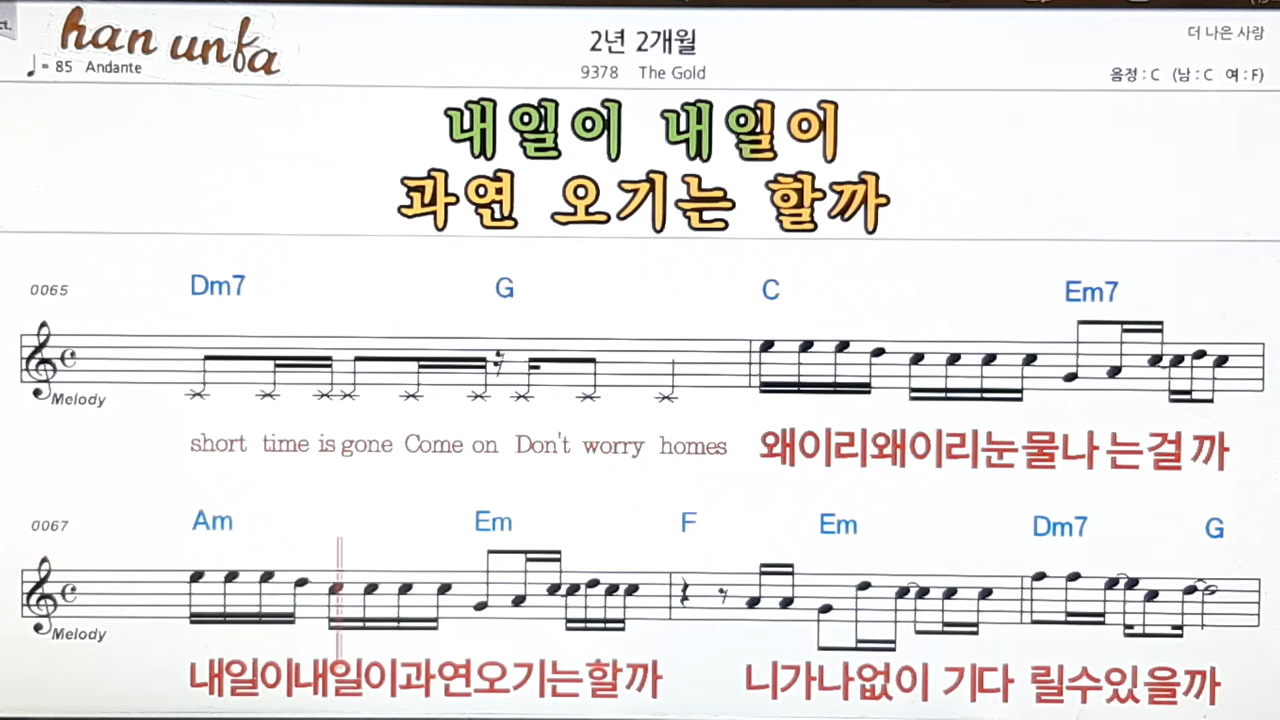 ct.
han unfa
2년 2개월
더 나은 사랑
♩= 85 Andante
9378 The Gold
음정 : C (남 : C 여 : F)
내일이 내일이
과연 오기는 할까
0065 Dm7 G C Em7
Melody
short time is gone Come on Don't worry homes 왜이리왜이리눈물나 는걸 까
0067 Am Em F Em Dm7 G
Melody
내일이내일이과연오기는할까 니가나없이 기다 릴수있을까